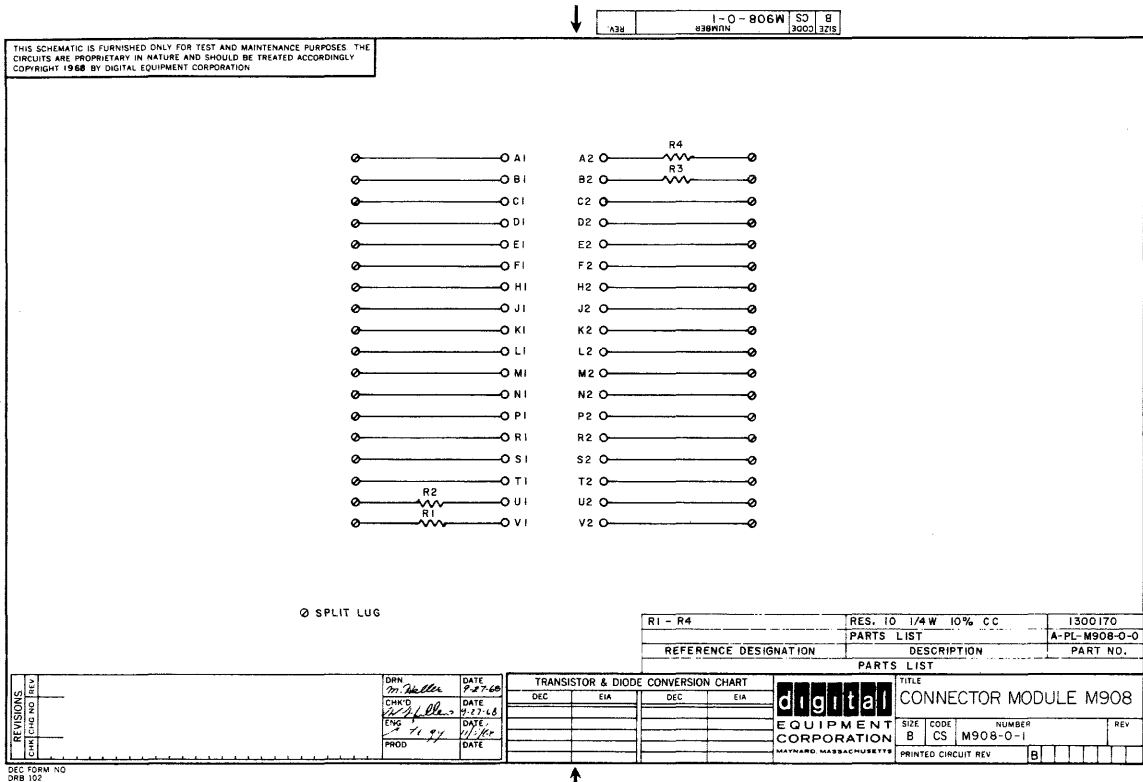 SIZE CODE NUMBER REV.
B CS M908-0-1
THIS SCHEMATIC IS FURNISHED ONLY FOR TEST AND MAINTENANCE PURPOSES. THE
CIRCUITS ARE PROPRIETARY IN NATURE AND SHOULD BE TREATED ACCORDINGLY
COPYRIGHT 1968 BY DIGITAL EQUIPMENT CORPORATION
R4
A1 A2
R3
B1 B2
C1 C2
D1 D2
E1 E2
F1 F2
H1 H2
J1 J2
K1 K2
L1 L2
M1 M2
N1 N2
P1 P2
R1 R2
S1 S2
T1 T2
R2
U1 U2
R1
V1 V2
SPLIT LUG
R1 - R4 RES. 10 1/4W 10% CC 1300170
PARTS LIST A-PL-M908-0-0
REFERENCE DESIGNATION DESCRIPTION PART NO.
PARTS LIST
REVISIONS
CHK CHG NO REV
DRN. M. Heller DATE 9-27-68
CHK'D DATE 9-27-68
ENG DATE
PROD DATE
TRANSISTOR & DIODE CONVERSION CHART
DEC EIA DEC EIA
digital
EQUIPMENT
CORPORATION
MAYNARD, MASSACHUSETTS
TITLE
CONNECTOR MODULE M908
SIZE CODE NUMBER REV
B CS M908-0-1
PRINTED CIRCUIT REV B
DEC FORM NO
DRB 102